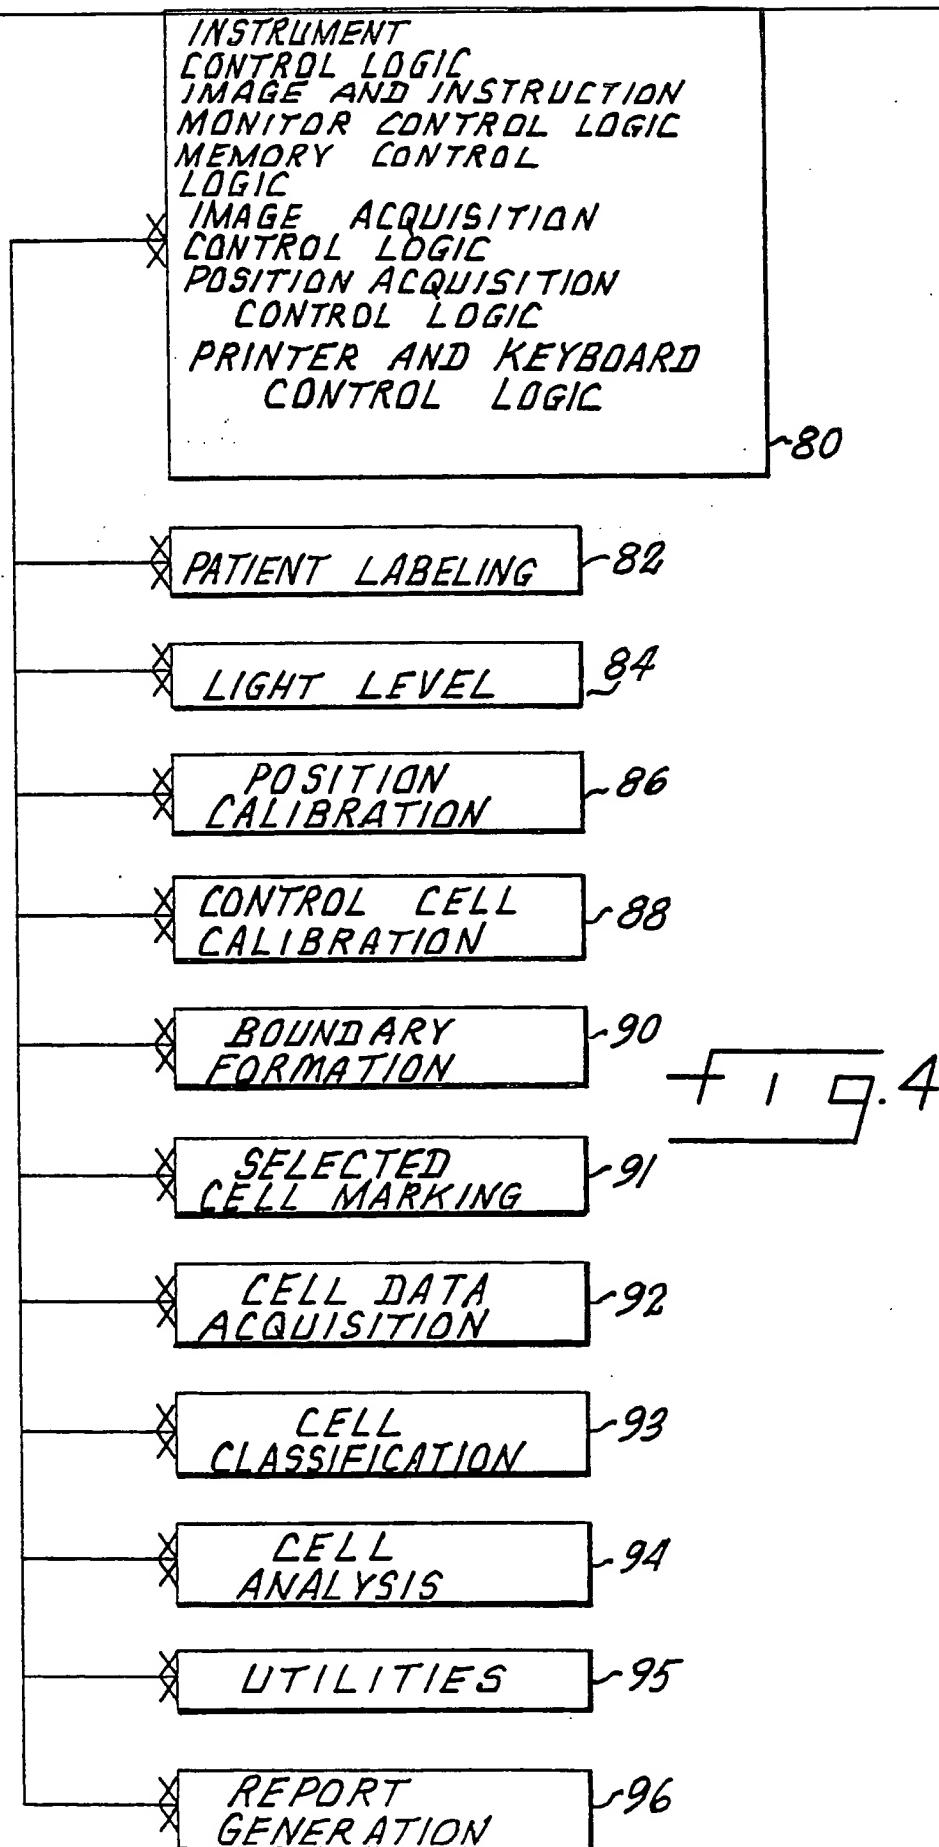 INSTRUMENT
CONTROL LOGIC
IMAGE AND INSTRUCTION
MONITOR CONTROL LOGIC
MEMORY CONTROL
LOGIC
IMAGE ACQUISITION
CONTROL LOGIC
POSITION ACQUISITION
CONTROL LOGIC
PRINTER AND KEYBOARD
CONTROL LOGIC
80
PATIENT LABELING
82
LIGHT LEVEL
84
POSITION
CALIBRATION
86
CONTROL CELL
CALIBRATION
88
BOUNDARY
FORMATION
90
fig.4
SELECTED
CELL MARKING
91
CELL DATA
ACQUISITION
92
CELL
CLASSIFICATION
93
CELL
ANALYSIS
94
UTILITIES
95
REPORT
GENERATION
96